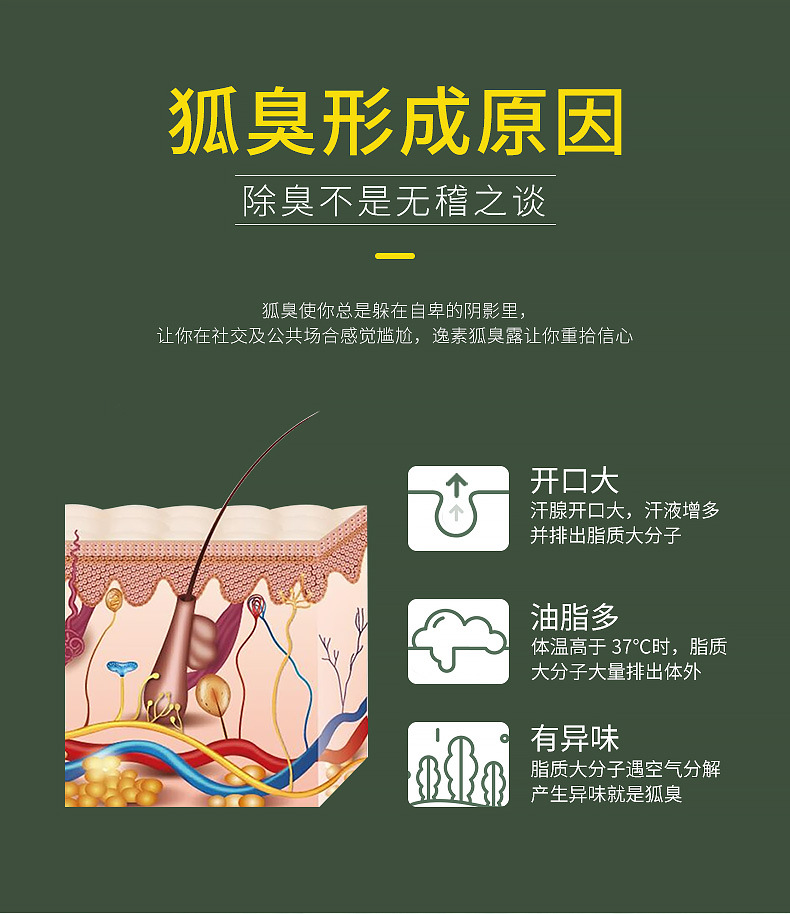 狐臭形成原因
除臭不是无稽之谈
狐臭使你总是躲在自卑的阴影里，
让你在社交及公共场合感觉尴尬，逸素狐臭露让你重拾信心
开口大
汗腺开口大，汗液增多
并排出脂质大分子
油脂多
体温高于 37℃时，脂质
大分子大量排出体外
有异味
脂质大分子遇空气分解
产生异味就是狐臭